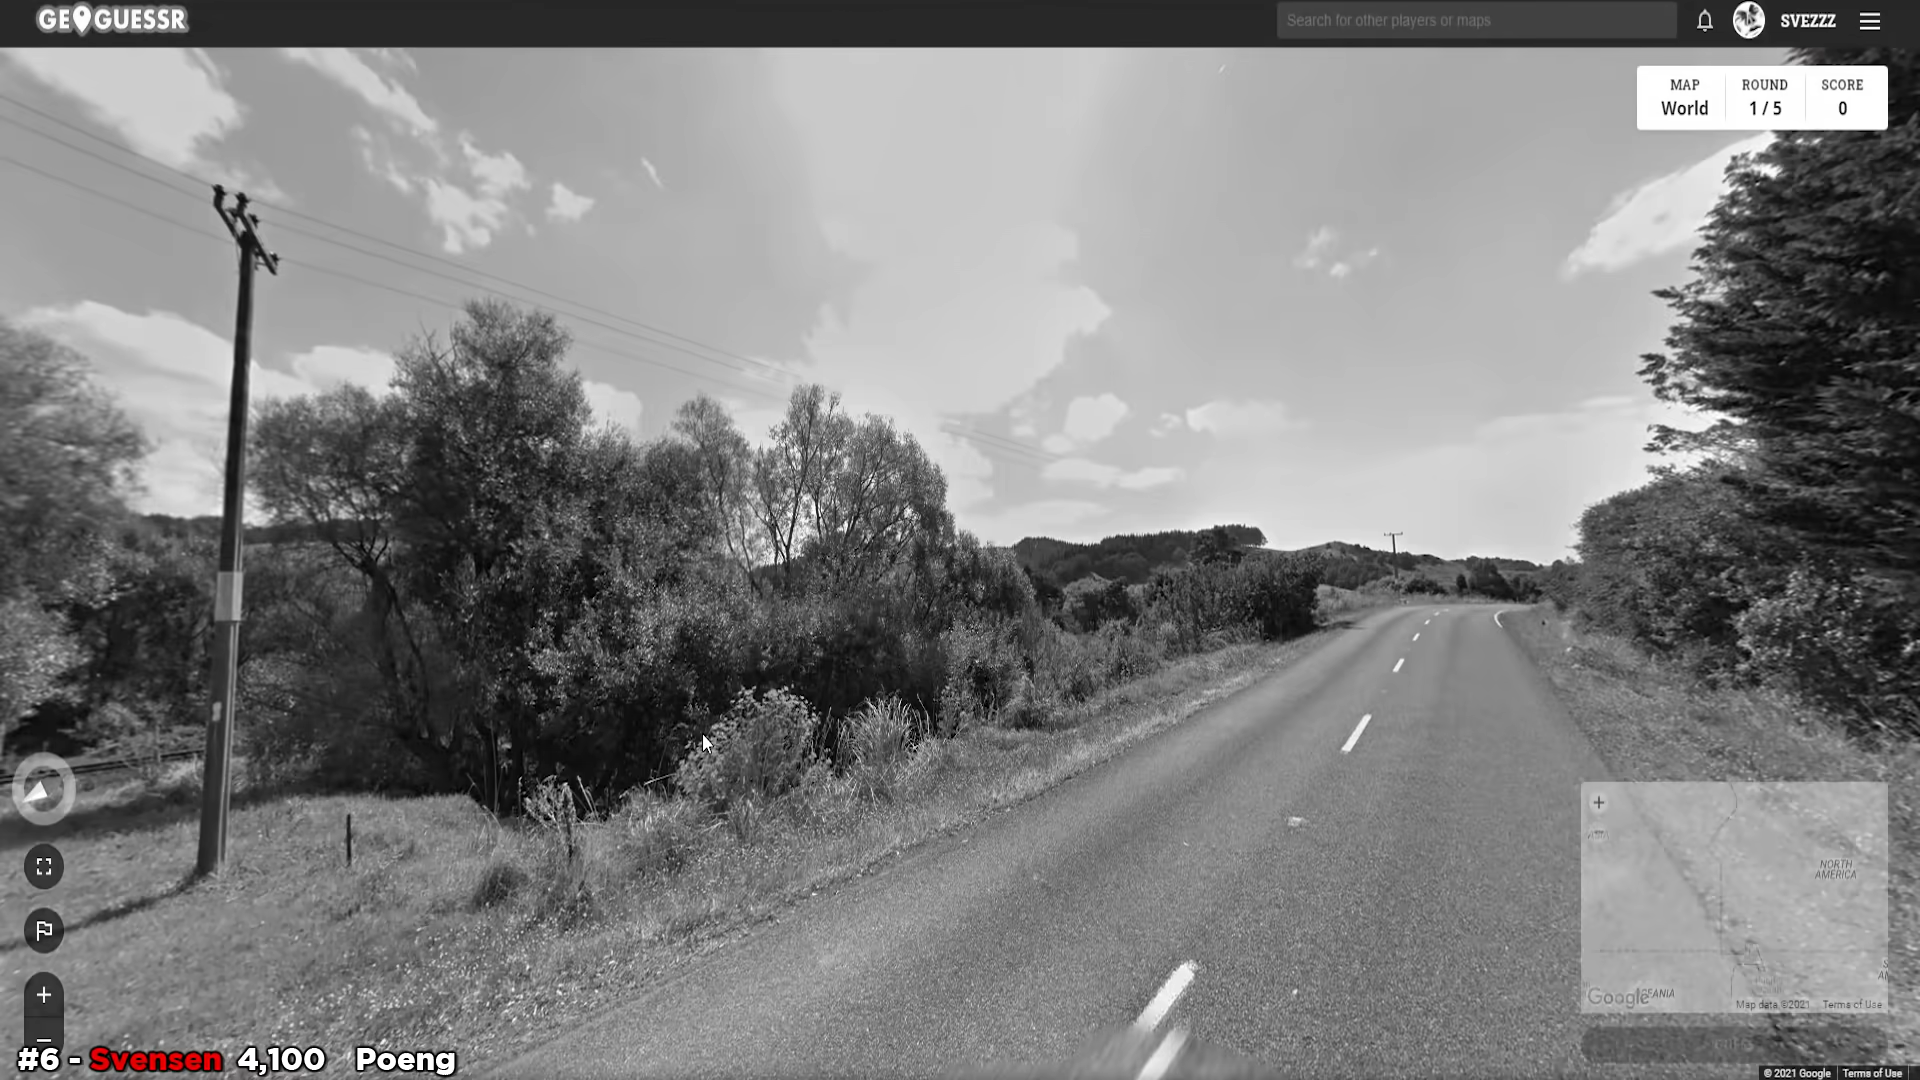 GEOGUESSR
Search for other players or maps
SVEZZZ
MAP ROUND SCORE
World 1 / 5 0
NORTH
AMERICA
Google
Map data ©2021 Terms of Use
#6 - Svensen 4,100 Poeng
© 2021 Google Terms of Use